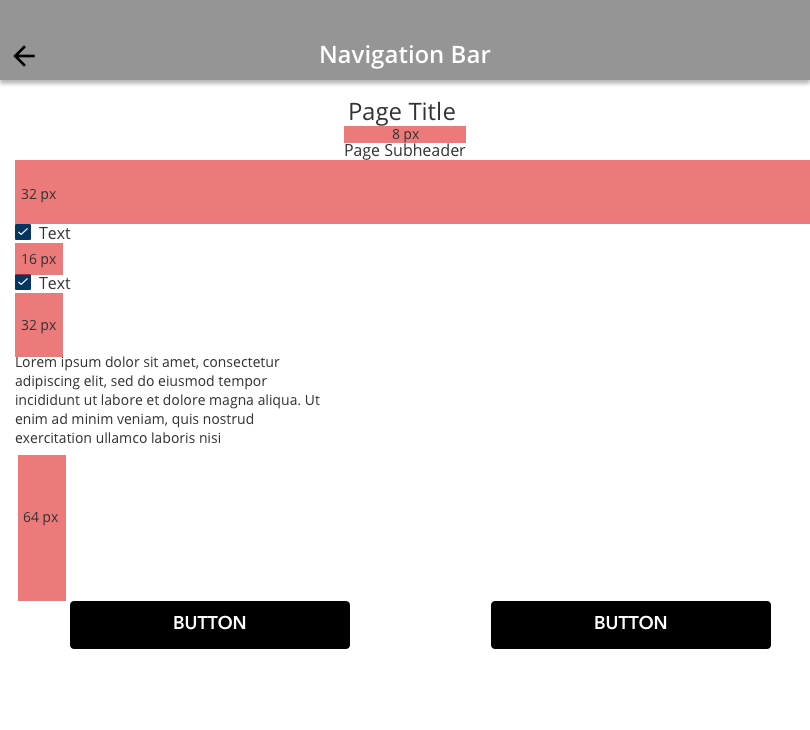 Navigation Bar
Page Title
8 px
Page Subheader
32 px
Text
16 px
Text
32 px
Lorem ipsum dolor sit amet, consectetur
adipiscing elit, sed do eiusmod tempor
incididunt ut labore et dolore magna aliqua. Ut
enim ad minim veniam, quis nostrud
exercitation ullamco laboris nisi
64 px
BUTTON
BUTTON